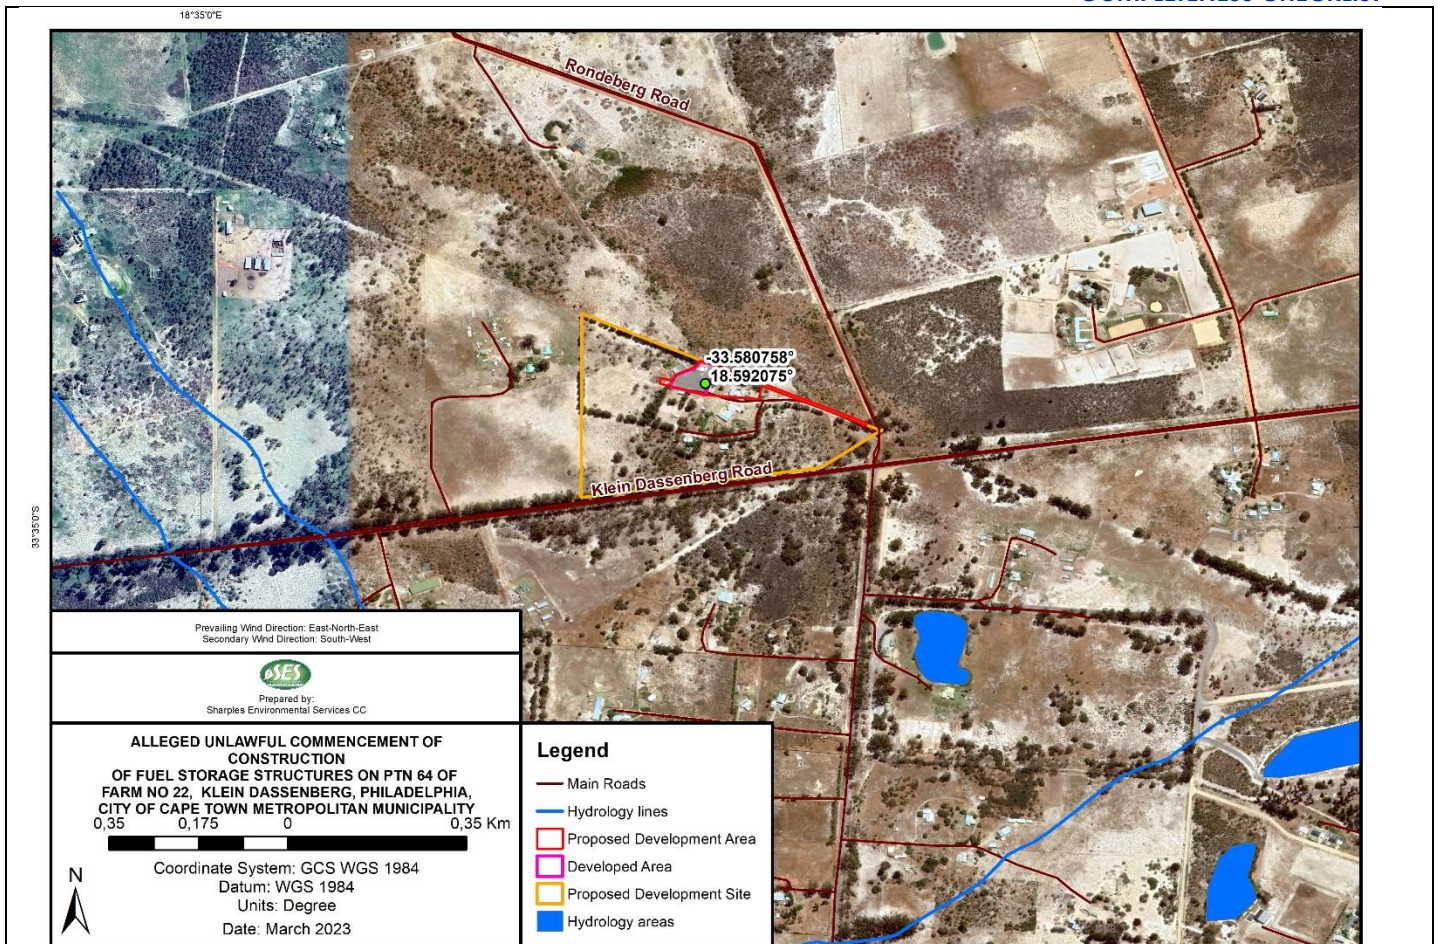 COMPLETENESS CHECKLIST
18°35'0"E
Rondeberg Road
-33.580758°
18.592075°
Klein Dassenberg Road
33°35'0"S
Prevailing Wind Direction: East-North-East
Secondary Wind Direction: South-West
SES
Prepared by:
Sharples Environmental Services CC
ALLEGED UNLAWFUL COMMENCEMENT OF
CONSTRUCTION
OF FUEL STORAGE STRUCTURES ON PTN 64 OF
FARM NO 22, KLEIN DASSENBERG, PHILADELPHIA,
CITY OF CAPE TOWN METROPOLITAN MUNICIPALITY
0,35 0,175 0 0,35 Km
N
Coordinate System: GCS WGS 1984
Datum: WGS 1984
Units: Degree
Date: March 2023
Legend
Main Roads
Hydrology lines
Proposed Development Area
Developed Area
Proposed Development Site
Hydrology areas